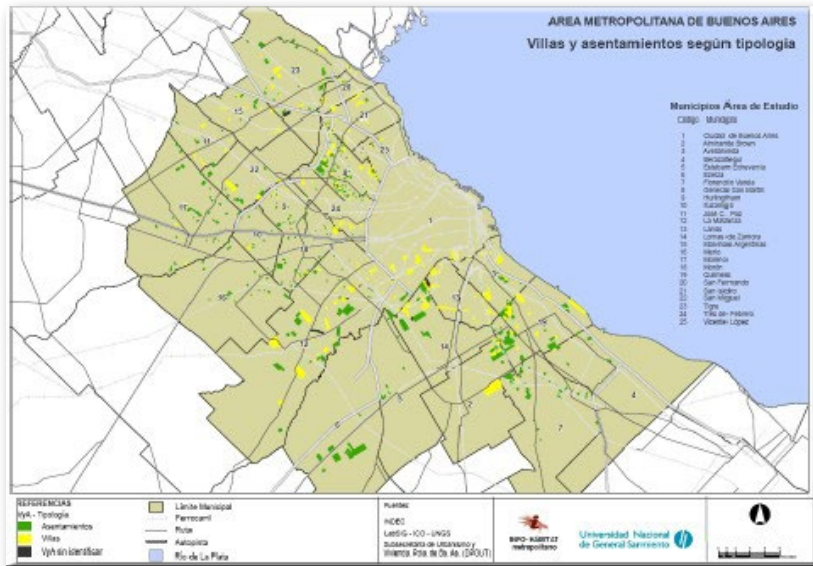 AREA METROPOLITANA DE BUENOS AIRES
Villas y asentamientos según tipología
Municipios Área de Estudio
Código Municipio
1 Ciudad de Buenos Aires
2 Almirante Brown
3 Avellaneda
4 Berazategui
5 Esteban Echeverría
6 Ezeiza
7 Florencio Varela
8 General San Martín
9 Hurlingham
10 Ituzaingó
11 José C. Paz
12 La Matanza
13 Lanús
14 Lomas de Zamora
15 Malvinas Argentinas
16 Merlo
17 Moreno
18 Morón
19 Quilmes
20 San Fernando
21 San Isidro
22 San Miguel
23 Tigre
24 Tres de Febrero
25 Vicente López
REFERENCIAS
VyA - Tipología
Asentamientos
Villas
VyA sin identificar
Límite Municipal
Ferrocarril
Ruta
Autopista
Río de La Plata
Fuentes:
INDEC
LabSIG - ICO - UNGS
Subsecretaría de Urbanismo y
Vivienda. Pcia. de Bs. As. (DPOUT)
INFO-HABITAT
metropolitano
Universidad Nacional
de General Sarmiento